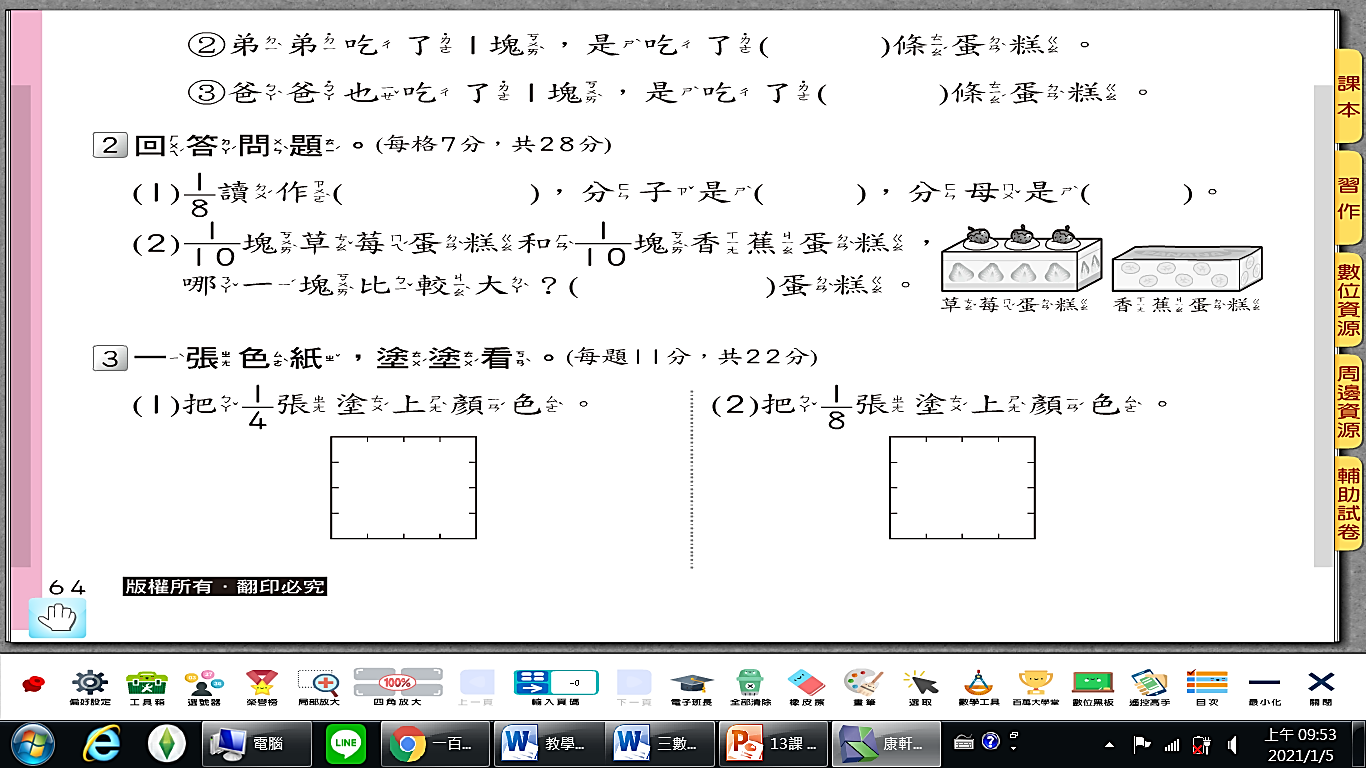 ②弟弟吃了1塊，是吃了(　　)條蛋糕。
③爸爸也吃了1塊，是吃了(　　)條蛋糕。
2 回答問題。(每格7分，共28分)
(1)1/8讀作(　　)，分子是(　　)，分母是(　　)。
(2)1/10塊草莓蛋糕和1/10塊香蕉蛋糕，
哪一塊比較大？(　　)蛋糕。
草莓蛋糕 香蕉蛋糕
3 一張色紙，塗塗看。(每題11分，共22分)
(1)把1/4張塗上顏色。
(2)把1/8張塗上顏色。
64 版權所有·翻印必究
課本
習作
數位資源
周邊資源
輔助試卷
100% -0
偏好設定 工具箱 選號器 榮譽榜 局部放大 四角放大 上一頁 輸入頁碼 下一頁 電子班長 全部清除 橡皮擦 畫筆 選取 數學工具 百萬大學堂 數位黑板 遙控高手 目次 最小化 關閉
電腦 LINE 一百... 教學... 三數... 13課 ... 康軒... 上午 09:53
2021/1/5